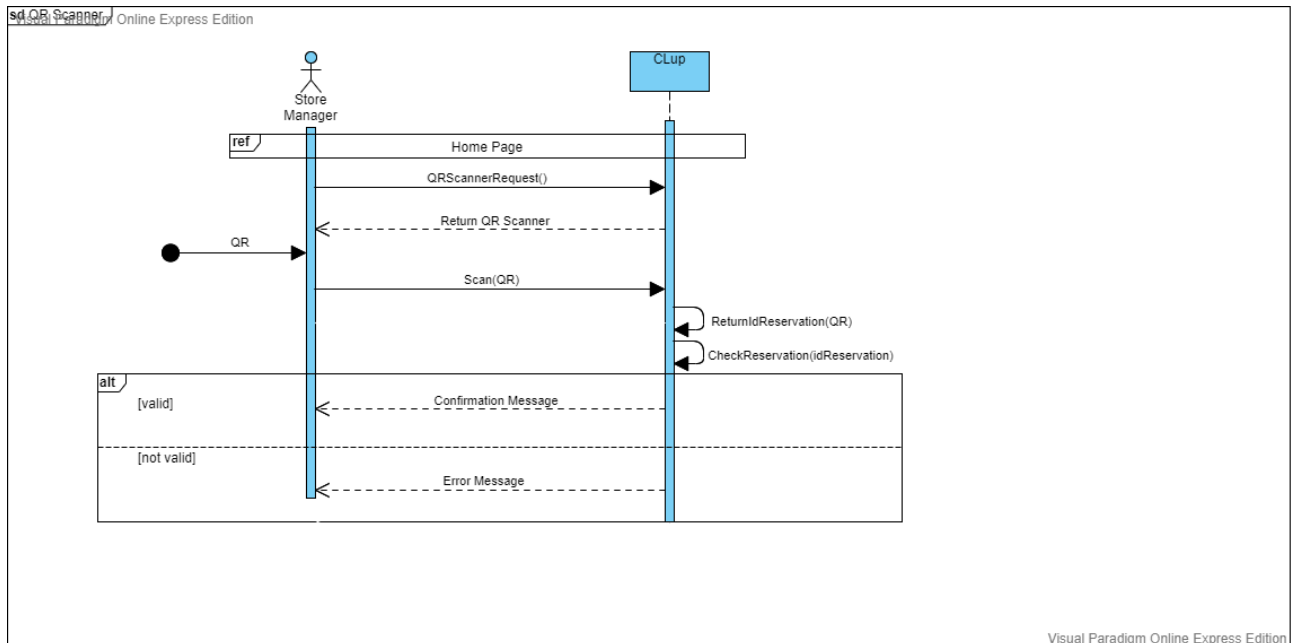 sd QR Scanner
Visual Paradigm Online Express Edition
CLup
Store
Manager
ref
Home Page
QRScannerRequest()
Return QR Scanner
QR
Scan(QR)
ReturnIdReservation(QR)
CheckReservation(idReservation)
alt
[valid]
Confirmation Message
[not valid]
Error Message
Visual Paradigm Online Express Edition